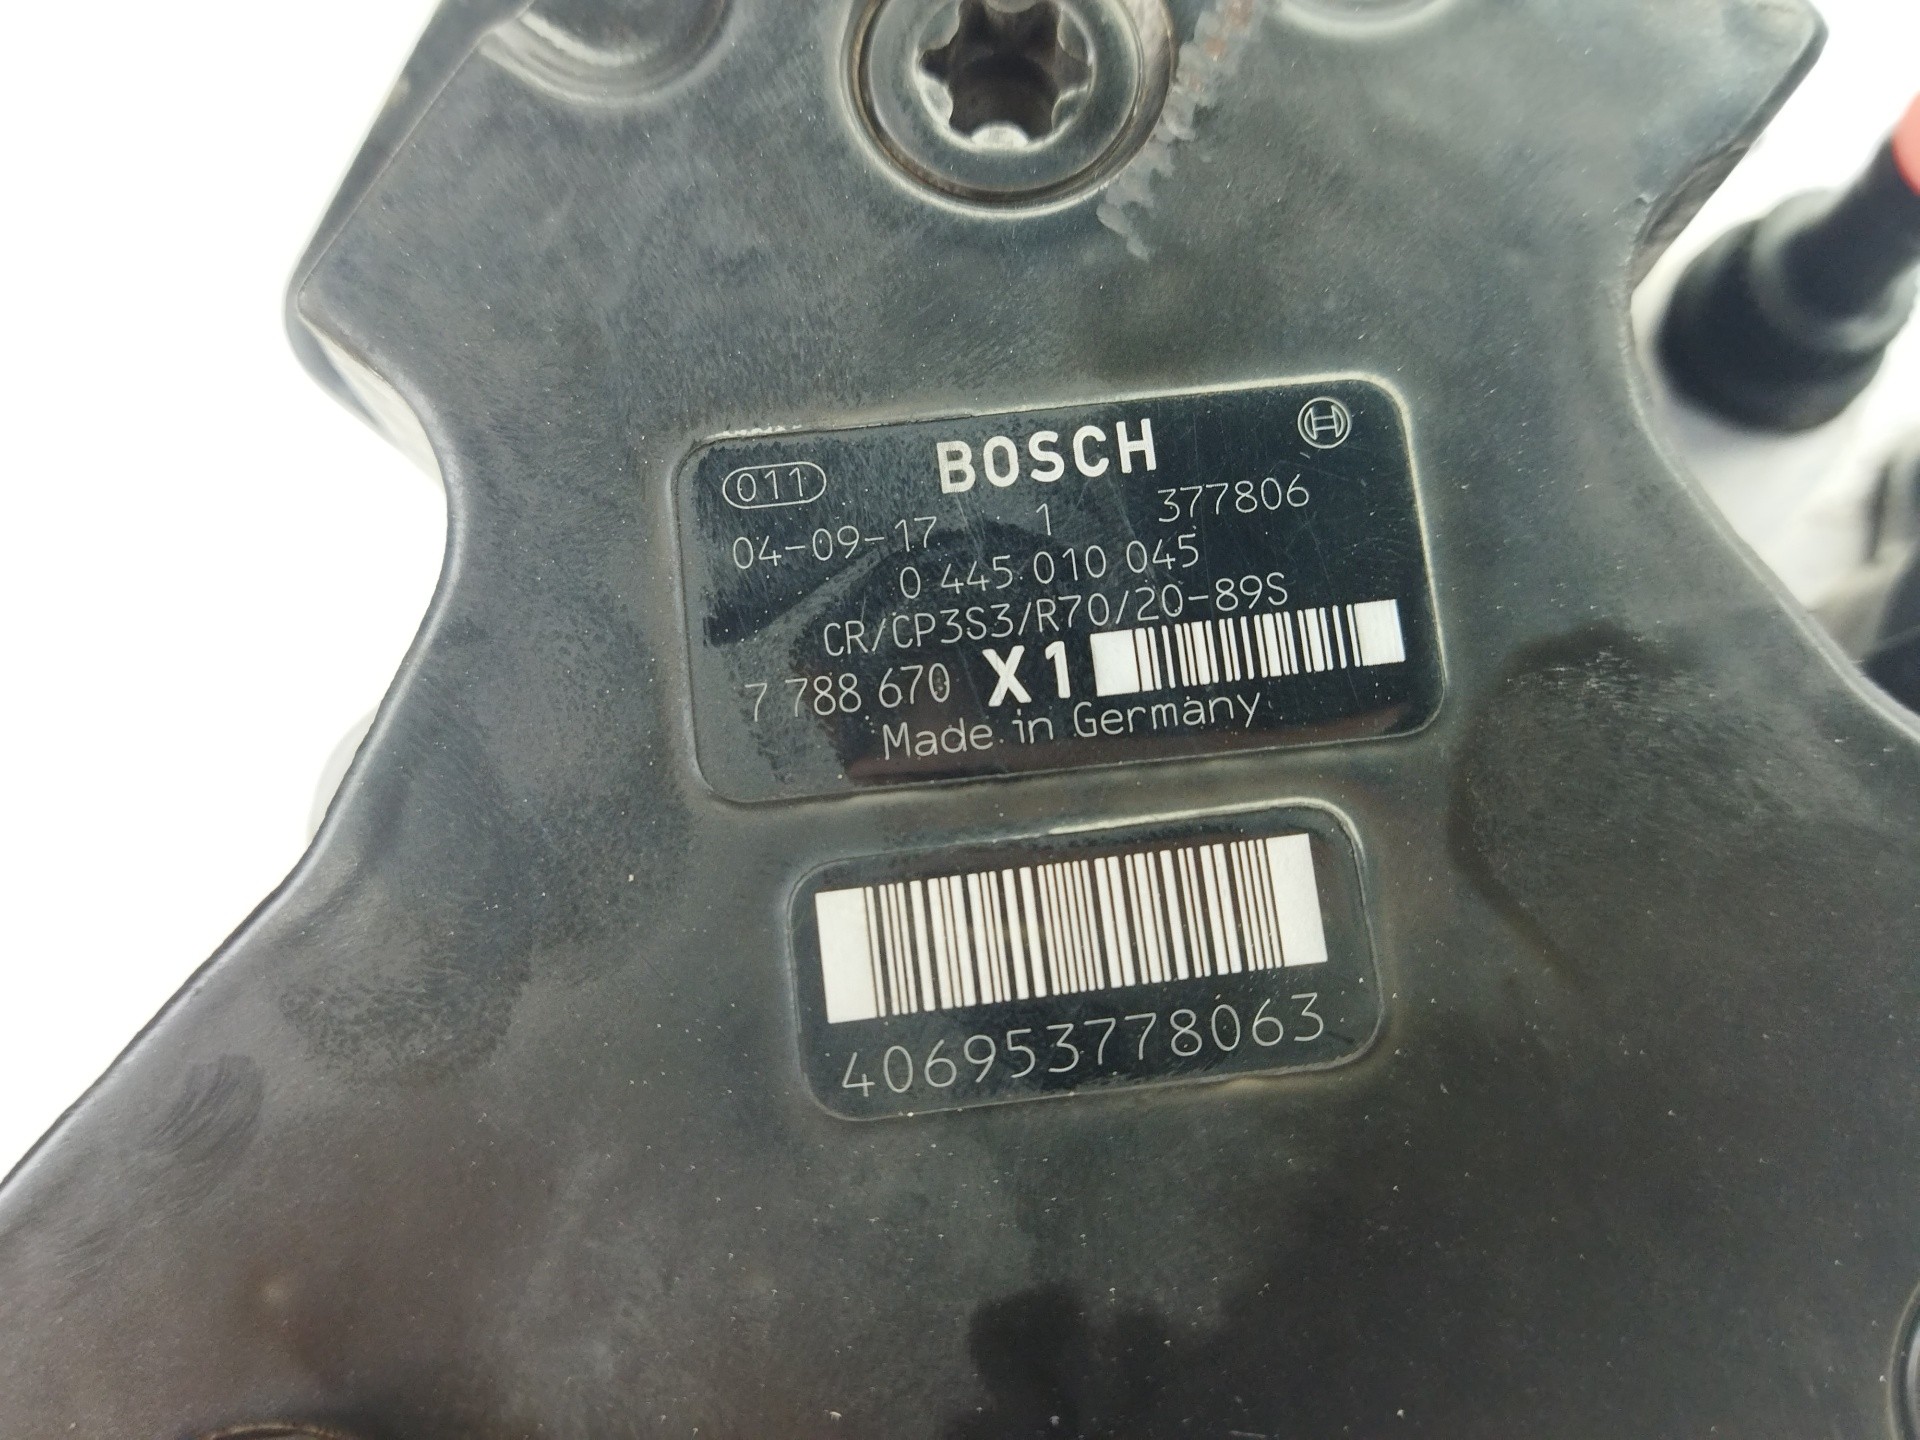 011 BOSCH
04-09-17 1 377806
0 445 010 045
CR/CP3S3/R70/20-89S
7 788 670 X1
Made in Germany
406953778063